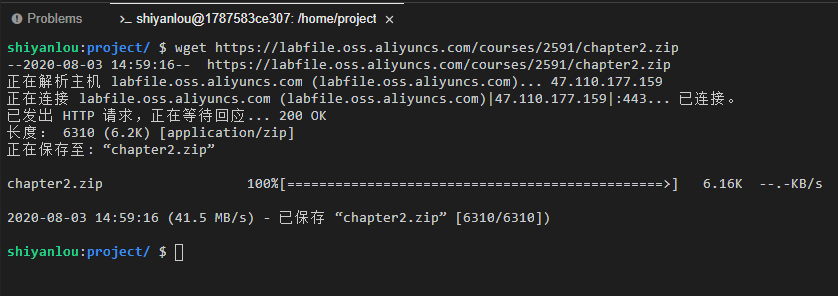 Problems
shiyanlou@1787583ce307: /home/project
shiyanlou:project/ $ wget https://labfile.oss.aliyuncs.com/courses/2591/chapter2.zip
--2020-08-03 14:59:16--  https://labfile.oss.aliyuncs.com/courses/2591/chapter2.zip
正在解析主机 labfile.oss.aliyuncs.com (labfile.oss.aliyuncs.com)... 47.110.177.159
正在连接 labfile.oss.aliyuncs.com (labfile.oss.aliyuncs.com)|47.110.177.159|:443... 已连接。
已发出 HTTP 请求，正在等待回应... 200 OK
长度： 6310 (6.2K) [application/zip]
正在保存至: “chapter2.zip”
chapter2.zip                  100%[===============================================>]   6.16K  --.-KB/s
2020-08-03 14:59:16 (41.5 MB/s) - 已保存 “chapter2.zip” [6310/6310])
shiyanlou:project/ $